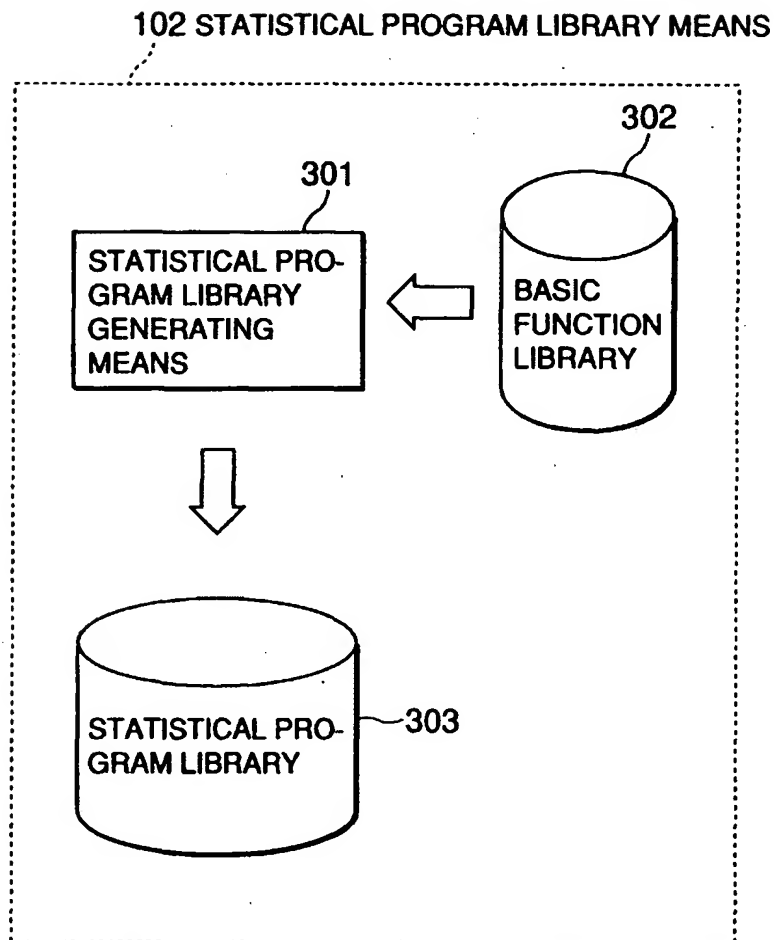 102 STATISTICAL PROGRAM LIBRARY MEANS
302
301
STATISTICAL PRO-
GRAM LIBRARY
GENERATING
MEANS
BASIC
FUNCTION
LIBRARY
STATISTICAL PRO-
GRAM LIBRARY
303